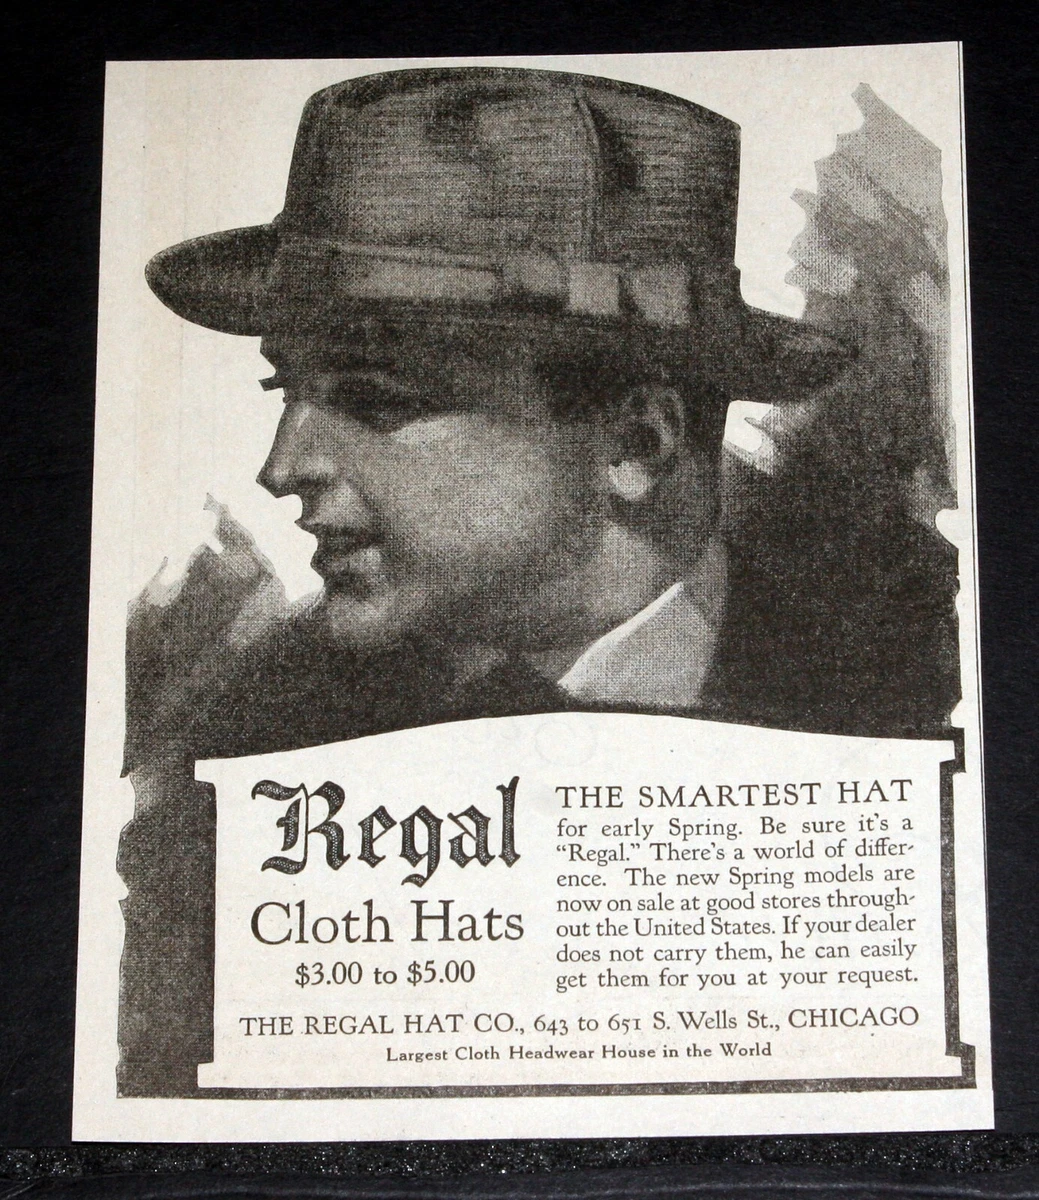 Regal
Cloth Hats
$3.00 to $5.00
THE SMARTEST HAT
for early Spring. Be sure it's a
"Regal." There's a world of differ-
ence. The new Spring models are
now on sale at good stores through-
out the United States. If your dealer
does not carry them, he can easily
get them for you at your request.
THE REGAL HAT CO., 643 to 651 S. Wells St., CHICAGO
Largest Cloth Headwear House in the World